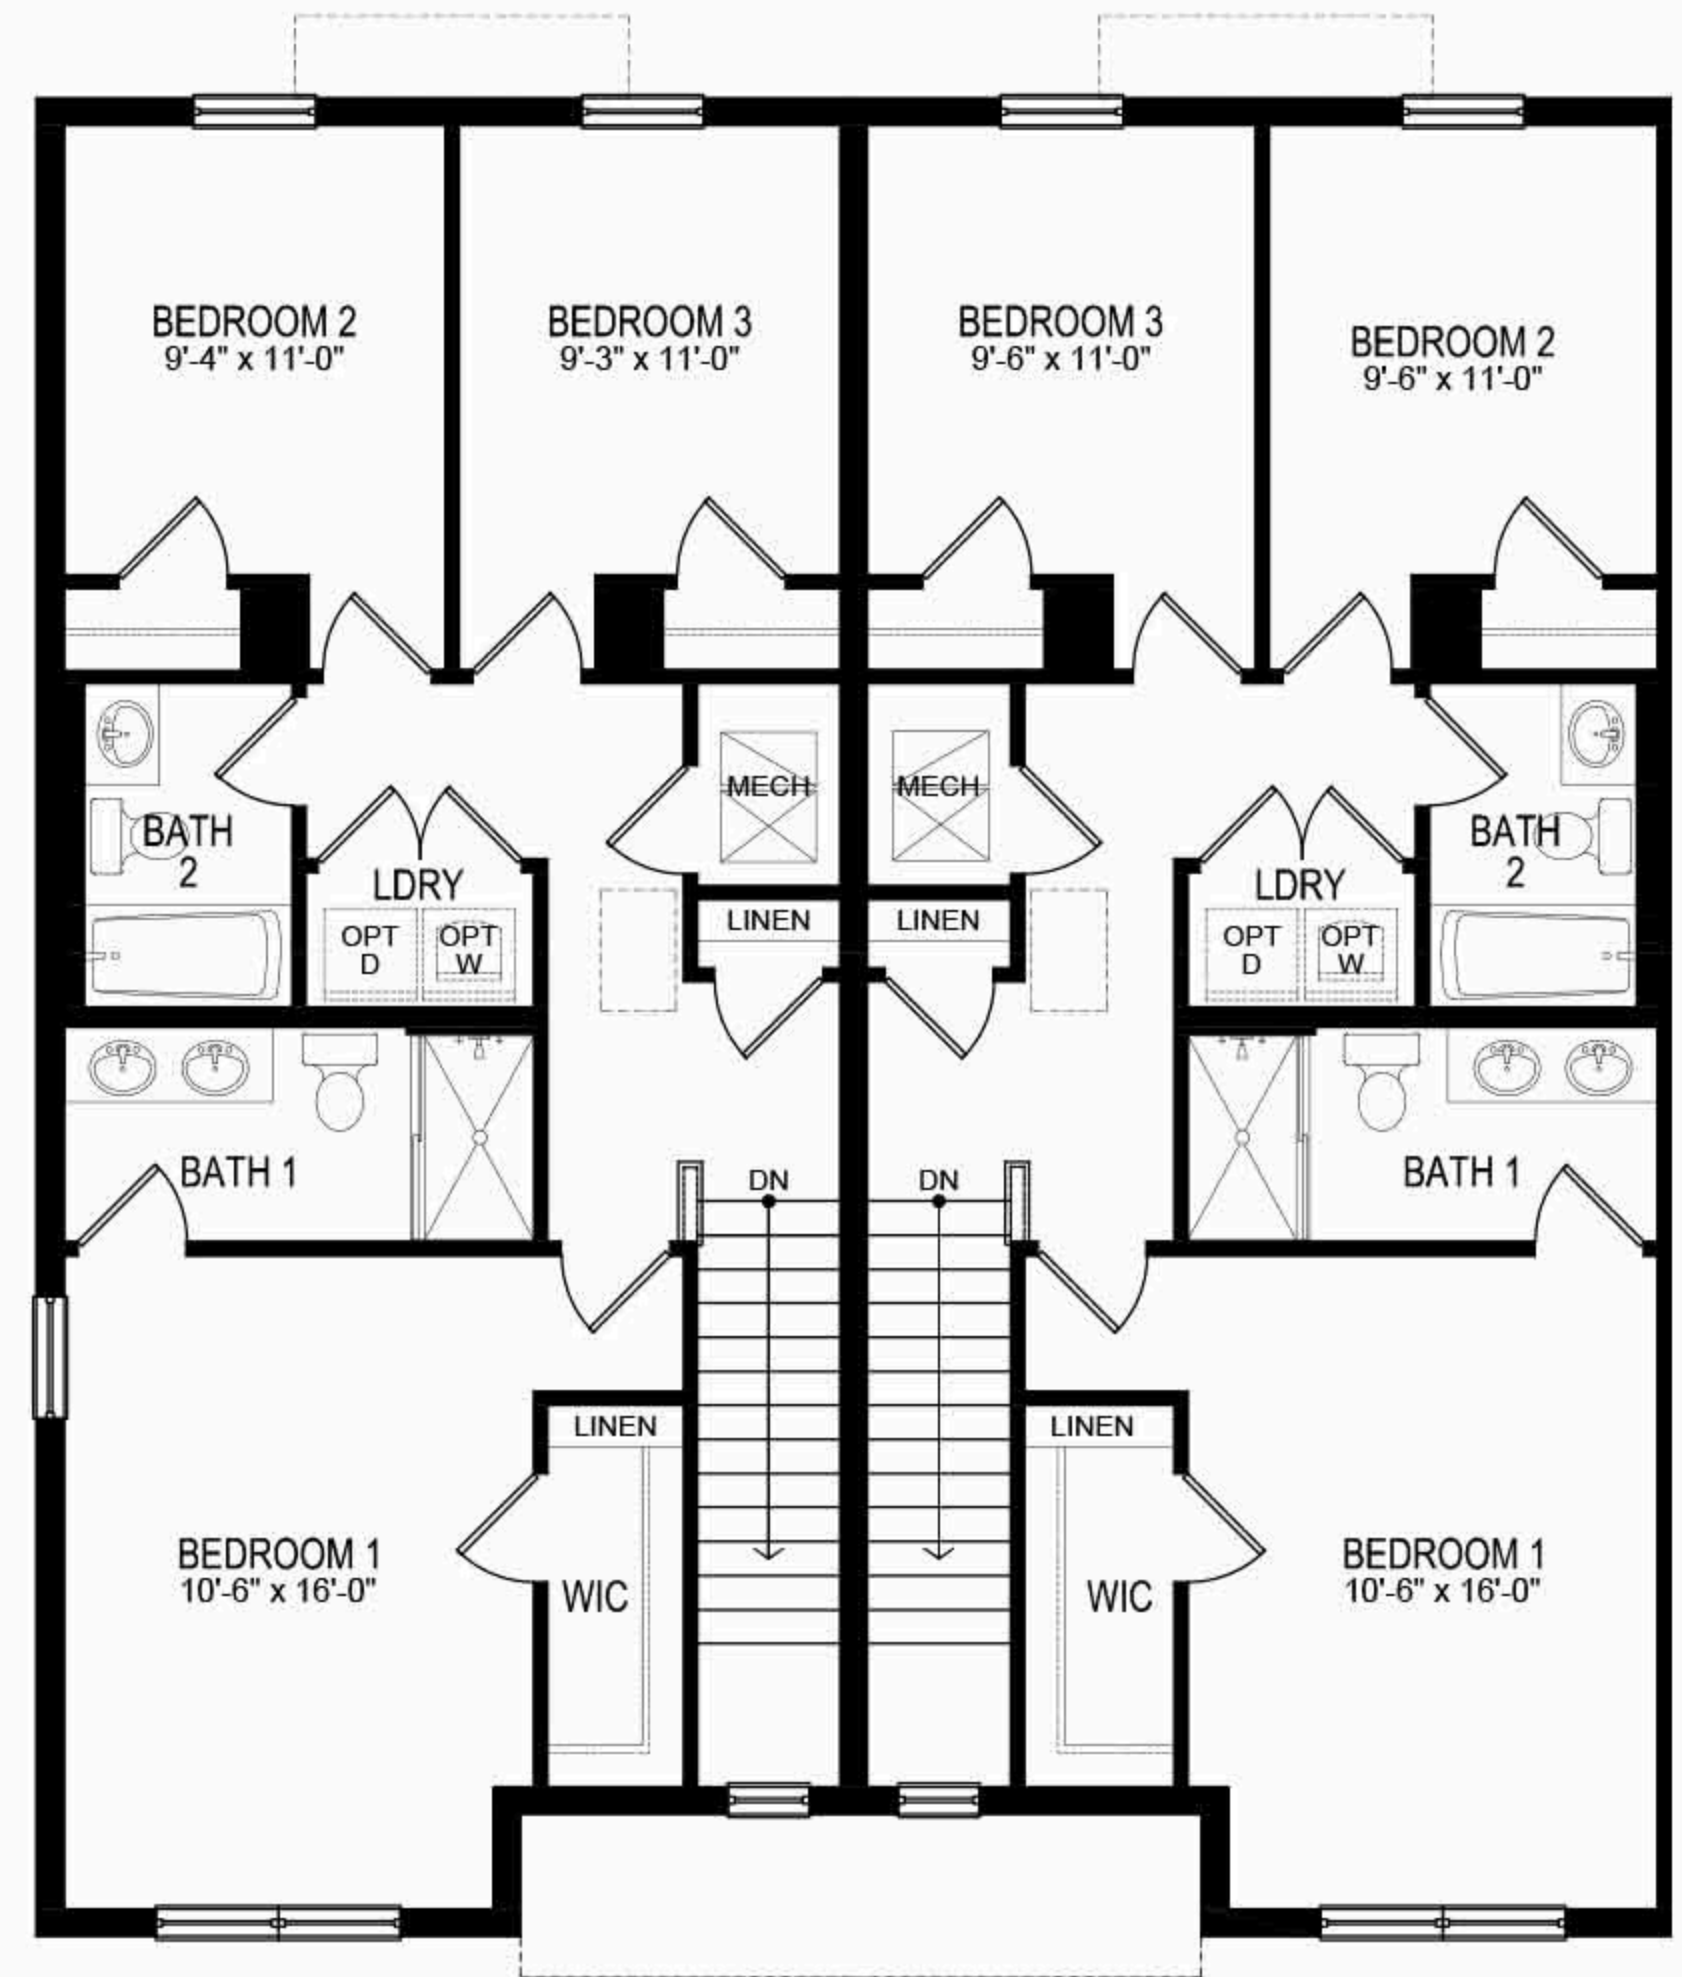 BEDROOM 2
9'-4" x 11'-0"
BEDROOM 3
9'-3" x 11'-0"
BEDROOM 3
9'-6" x 11'-0"
BEDROOM 2
9'-6" x 11'-0"
MECH
MECH
BATH
2
LDRY
OPT
D
OPT
W
LINEN
LINEN
LDRY
OPT
D
OPT
W
BATH
2
BATH 1
DN
DN
BATH 1
LINEN
LINEN
BEDROOM 1
10'-6" x 16'-0"
WIC
WIC
BEDROOM 1
10'-6" x 16'-0"